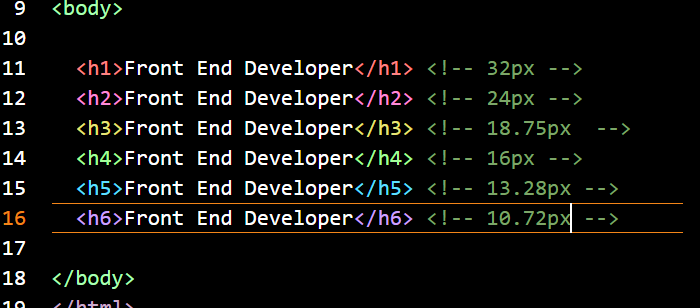 9 <body>
10
11 <h1>Front End Developer</h1> <!-- 32px -->
12 <h2>Front End Developer</h2> <!-- 24px -->
13 <h3>Front End Developer</h3> <!-- 18.75px  -->
14 <h4>Front End Developer</h4> <!-- 16px -->
15 <h5>Front End Developer</h5> <!-- 13.28px -->
16 <h6>Front End Developer</h6> <!-- 10.72px -->
17
18 </body>
19 </html>